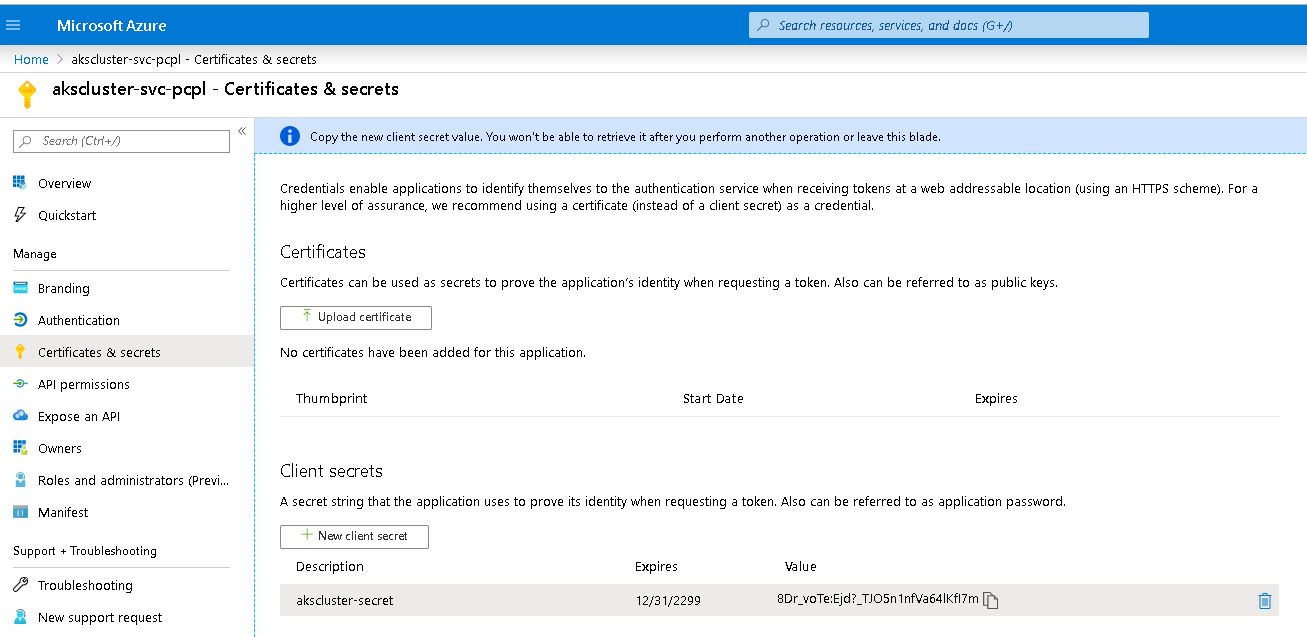 Microsoft Azure
Search resources, services, and docs (G+/)
Home > akscluster-svc-pcpl - Certificates & secrets
akscluster-svc-pcpl - Certificates & secrets
Search (Ctrl+/)
«
Overview
Quickstart
Manage
Branding
Authentication
Certificates & secrets
API permissions
Expose an API
Owners
Roles and administrators (Previ...
Manifest
Support + Troubleshooting
Troubleshooting
New support request
Copy the new client secret value. You won't be able to retrieve it after you perform another operation or leave this blade.
Credentials enable applications to identify themselves to the authentication service when receiving tokens at a web addressable location (using an HTTPS scheme). For a
higher level of assurance, we recommend using a certificate (instead of a client secret) as a credential.
Certificates
Certificates can be used as secrets to prove the application's identity when requesting a token. Also can be referred to as public keys.
Upload certificate
No certificates have been added for this application.
Thumbprint Start Date Expires
Client secrets
A secret string that the application uses to prove its identity when requesting a token. Also can be referred to as application password.
New client secret
Description Expires Value
akscluster-secret 12/31/2299 8Dr_voTe:Ejd?_TJO5n1nfVa64lKfI7m